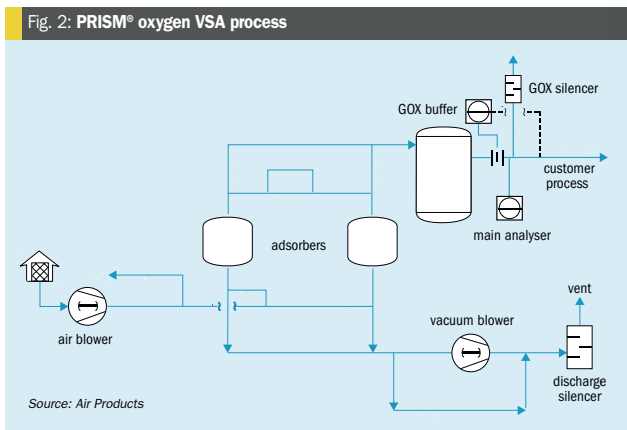 Fig. 2: PRISM® oxygen VSA process
GOX silencer
GOX buffer
customer
process
main analyser
adsorbers
vent
vacuum blower
air blower
discharge
silencer
Source: Air Products